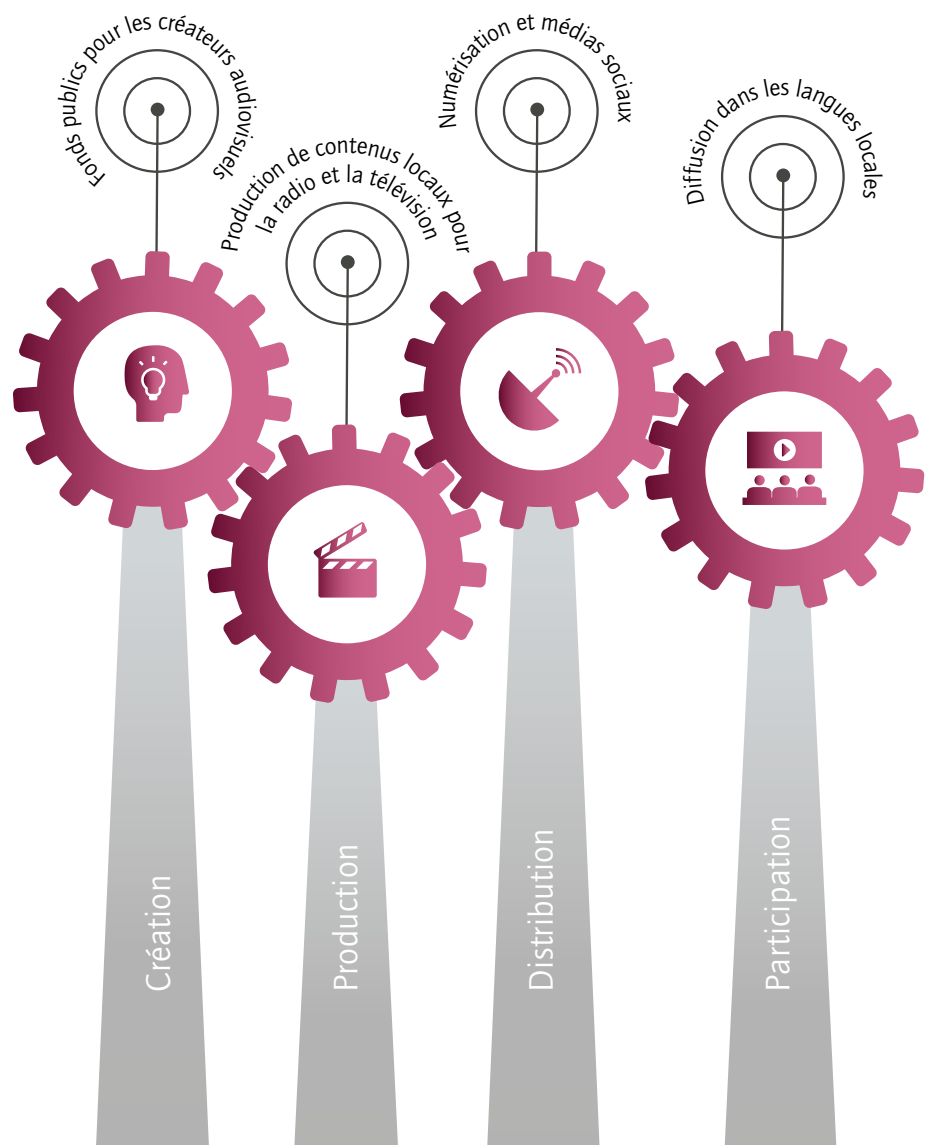 Fonds publics pour les créateurs audiovisuels
Production de contenus locaux pour
la radio et la télévision
Numérisation et médias sociaux
Diffusion dans les langues locales
Création
Production
Distribution
Participation